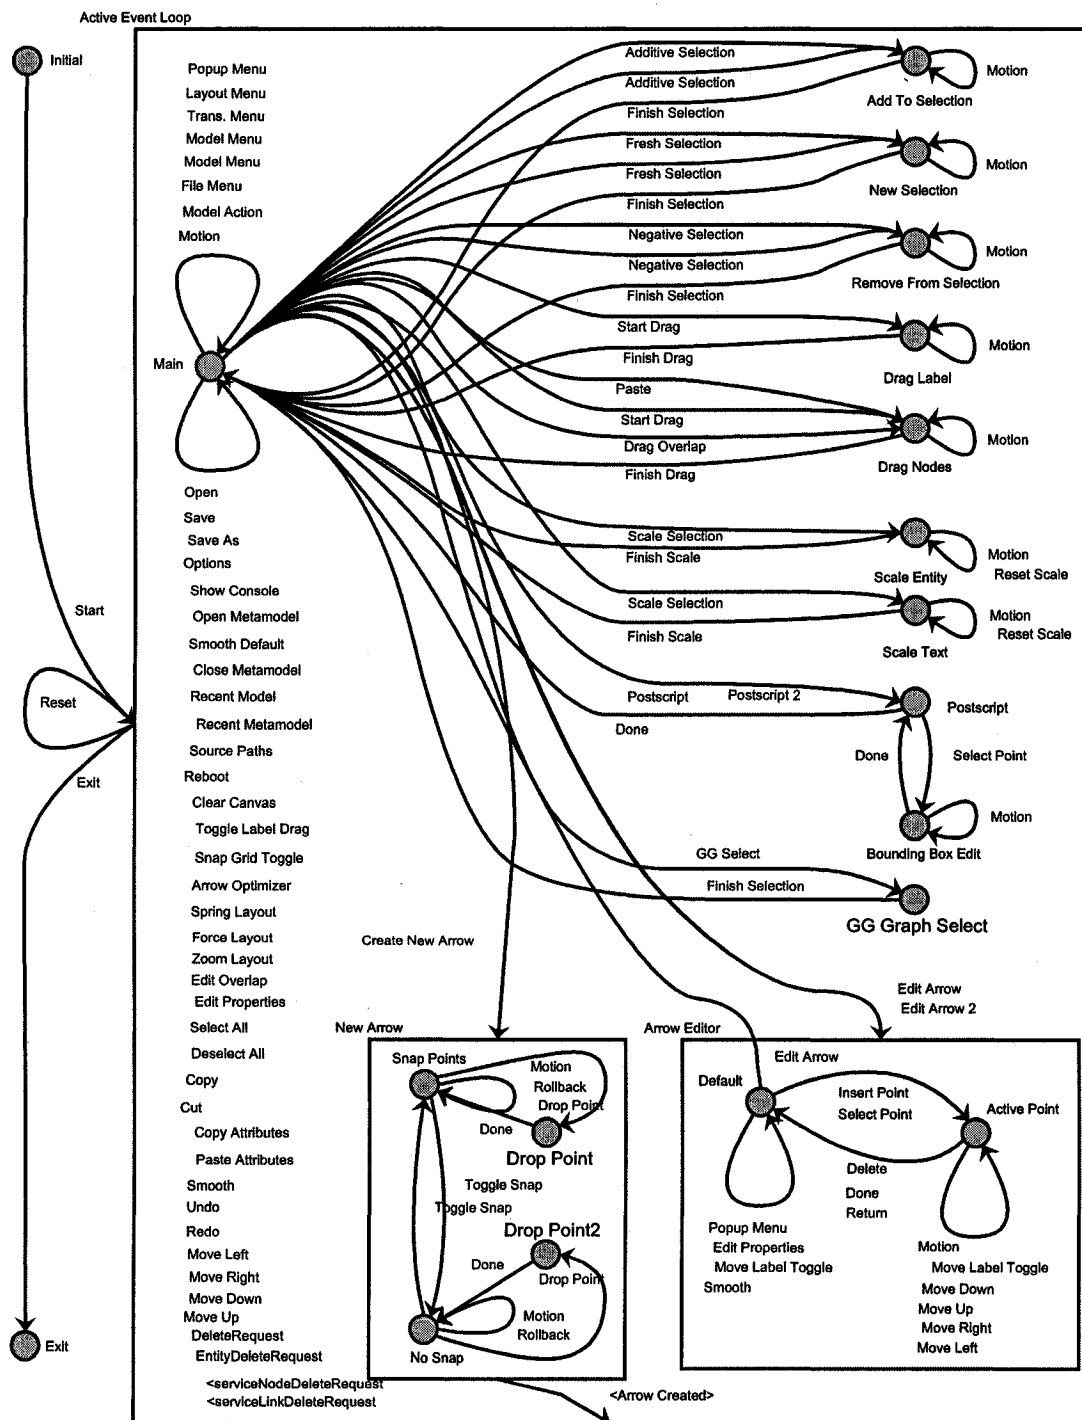 Active Event Loop
Initial
Popup Menu
Layout Menu
Trans. Menu
Model Menu
Model Menu
File Menu
Model Action
Motion
Main
Additive Selection
Additive Selection
Finish Selection
Motion
Add To Selection
Fresh Selection
Fresh Selection
Finish Selection
Motion
New Selection
Negative Selection
Negative Selection
Finish Selection
Motion
Remove From Selection
Start Drag
Finish Drag
Motion
Drag Label
Paste
Start Drag
Drag Overlap
Finish Drag
Motion
Drag Nodes
Scale Selection
Finish Scale
Motion
Reset Scale
Scale Entity
Scale Selection
Finish Scale
Motion
Reset Scale
Scale Text
Postscript
Postscript 2
Done
Postscript
Done
Select Point
Motion
Bounding Box Edit
GG Select
Finish Selection
GG Graph Select
Start
Reset
Exit
Exit
Open
Save
Save As
Options
Show Console
Open Metamodel
Smooth Default
Close Metamodel
Recent Model
Recent Metamodel
Source Paths
Reboot
Clear Canvas
Toggle Label Drag
Snap Grid Toggle
Arrow Optimizer
Spring Layout
Force Layout
Zoom Layout
Edit Overlap
Edit Properties
Select All
Deselect All
Copy
Cut
Copy Attributes
Paste Attributes
Smooth
Undo
Redo
Move Left
Move Right
Move Down
Move Up
DeleteRequest
EntityDeleteRequest
<serviceNodeDeleteRequest
<serviceLinkDeleteRequest
Create New Arrow
New Arrow
Snap Points
Motion
Rollback
Drop Point
Done
Drop Point
Toggle Snap
Toggle Snap
Drop Point2
Done
Drop Point
Motion
Rollback
No Snap
<Arrow Created>
Edit Arrow
Edit Arrow 2
Arrow Editor
Edit Arrow
Default
Insert Point
Select Point
Active Point
Delete
Done
Return
Popup Menu
Edit Properties
Move Label Toggle
Smooth
Motion
Move Label Toggle
Move Down
Move Up
Move Right
Move Left